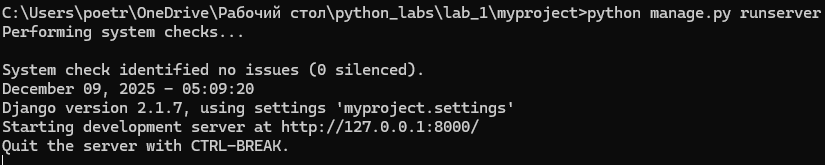 C:\Users\poetr\OneDrive\Рабочий стол\python_labs\lab_1\myproject>python manage.py runserver
Performing system checks...

System check identified no issues (0 silenced).
December 09, 2025 - 05:09:20
Django version 2.1.7, using settings 'myproject.settings'
Starting development server at http://127.0.0.1:8000/
Quit the server with CTRL-BREAK.